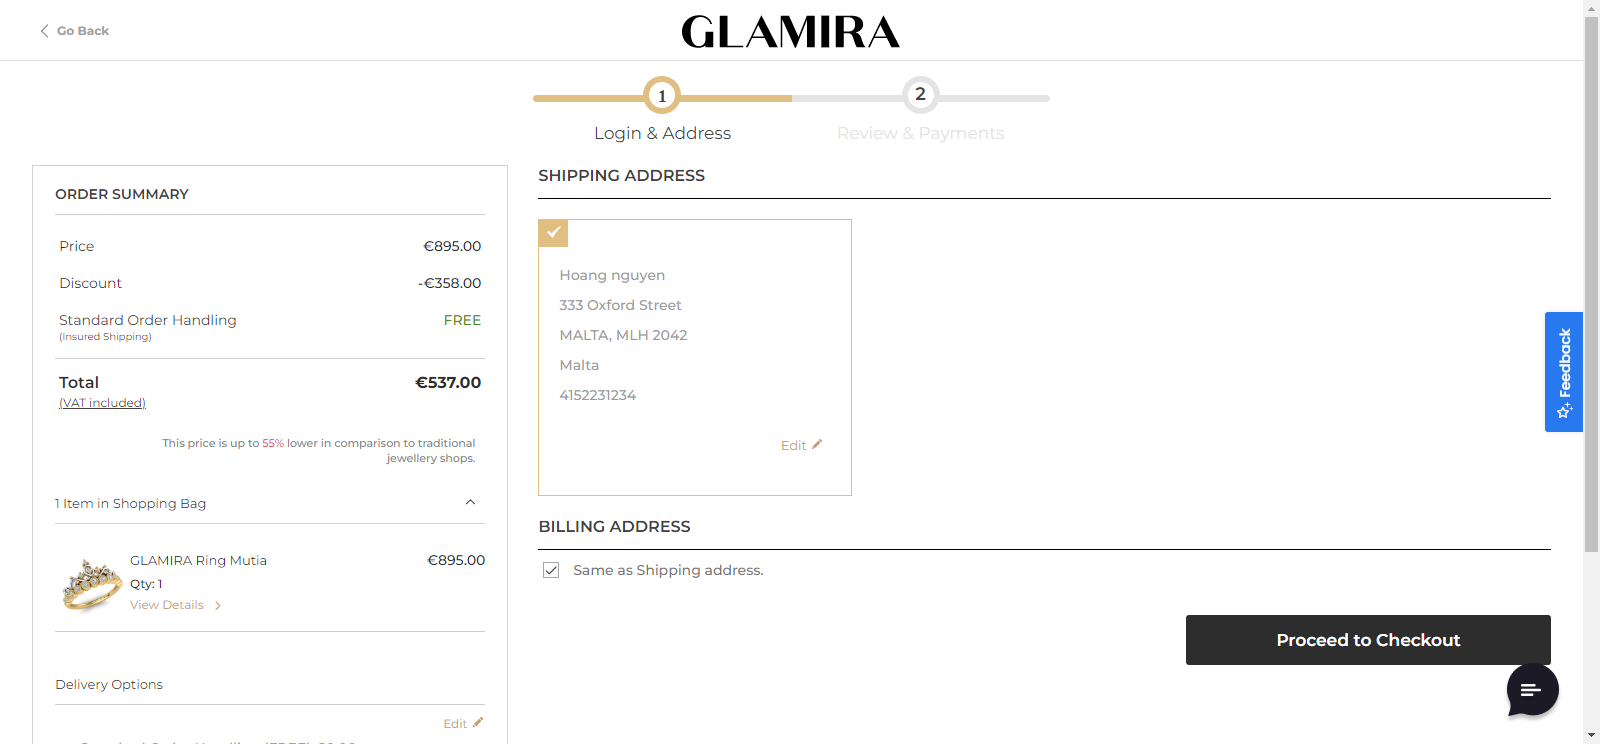 Go Back
GLAMIRA
1
2
Login & Address
Review & Payments
ORDER SUMMARY
Price €895.00
Discount -€358.00
Standard Order Handling FREE
(Insured Shipping)
Total €537.00
(VAT included)
This price is up to 55% lower in comparison to traditional
jewellery shops.
1 Item in Shopping Bag
GLAMIRA Ring Mutia €895.00
Qty: 1
View Details
Delivery Options
Edit
SHIPPING ADDRESS
Hoang nguyen
333 Oxford Street
MALTA, MLH 2042
Malta
4152231234
Edit
BILLING ADDRESS
Same as Shipping address.
Proceed to Checkout
Feedback